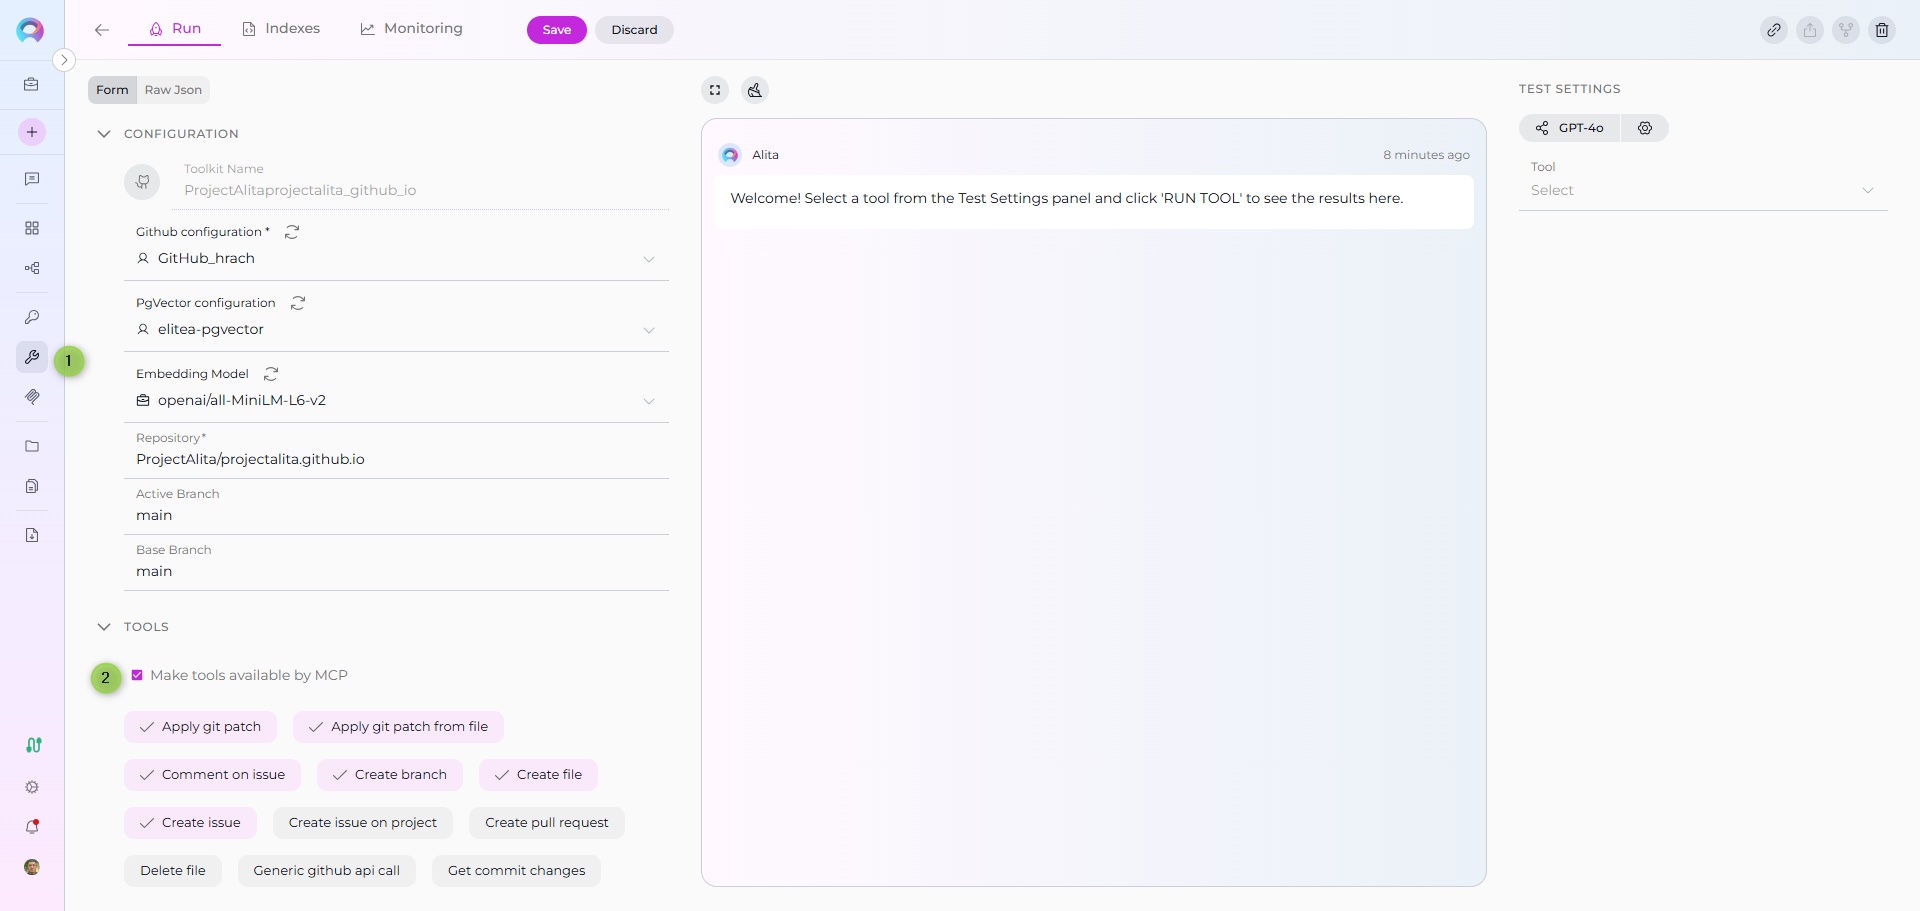 Run
Indexes
Monitoring
Save
Discard
Form
Raw Json
CONFIGURATION
Toolkit Name
ProjectAlitaprojectalita_github_io
Github configuration *
GitHub_hrach
PgVector configuration
elitea-pgvector
1
Embedding Model
openai/all-MiniLM-L6-v2
Repository*
ProjectAlita/projectalita.github.io
Active Branch
main
Base Branch
main
TOOLS
2
Make tools available by MCP
Apply git patch
Apply git patch from file
Comment on issue
Create branch
Create file
Create issue
Create issue on project
Create pull request
Delete file
Generic github api call
Get commit changes
Alita
8 minutes ago
Welcome! Select a tool from the Test Settings panel and click 'RUN TOOL' to see the results here.
TEST SETTINGS
GPT-4o
Tool
Select